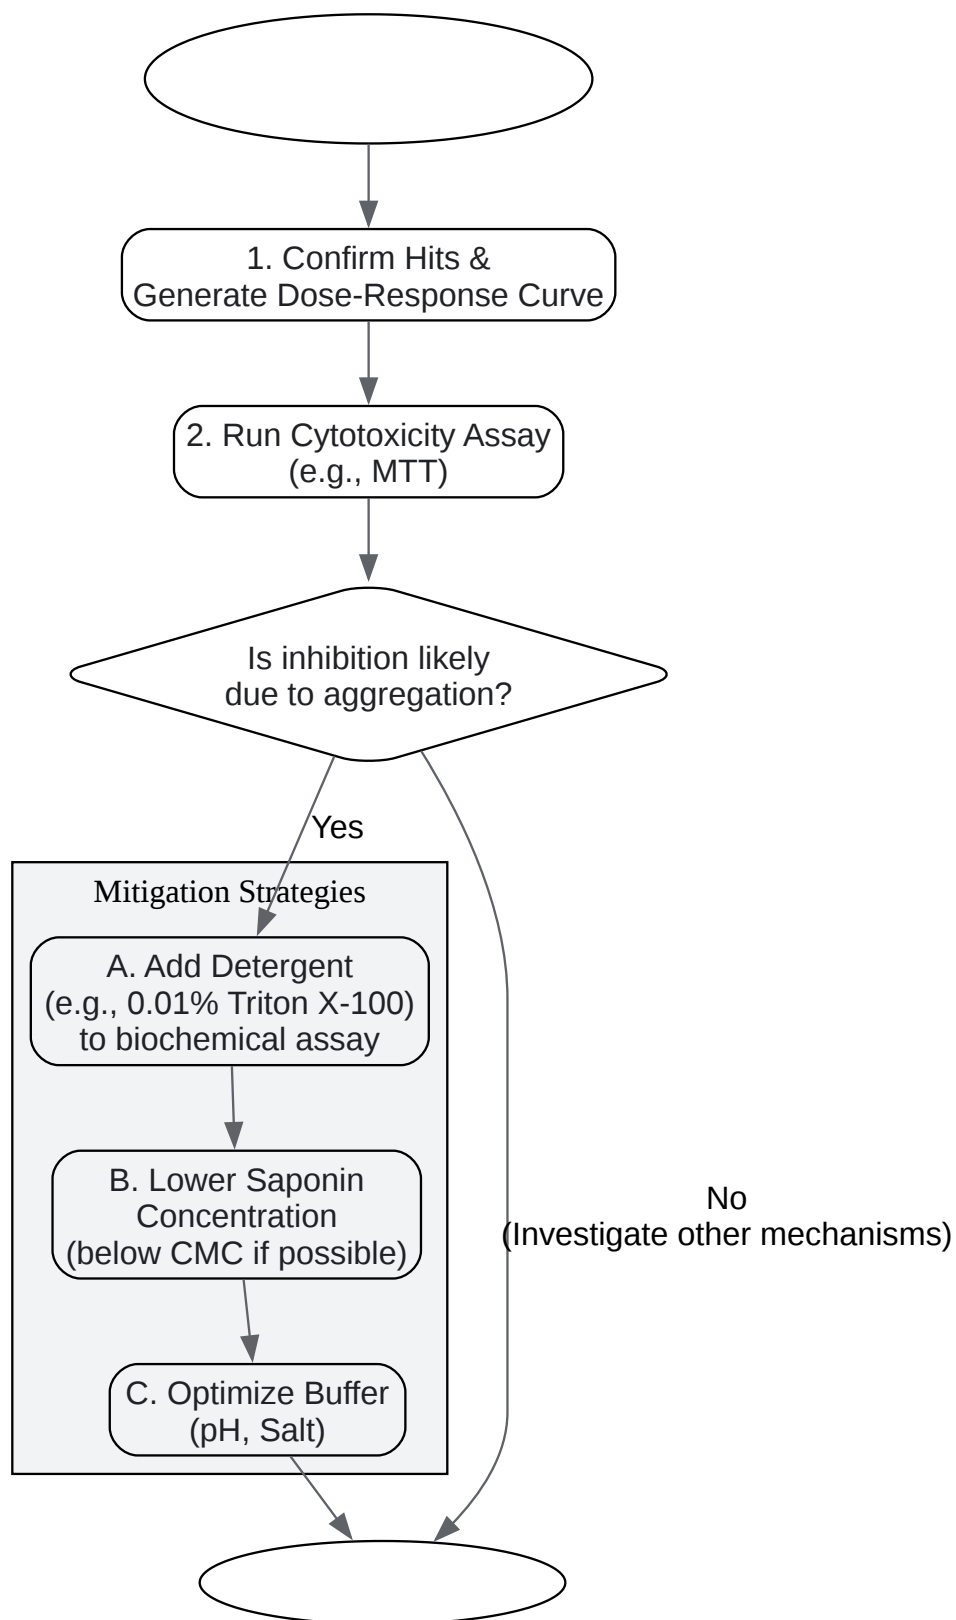 1. Confirm Hits &
Generate Dose-Response Curve
2. Run Cytotoxicity Assay
(e.g., MTT)
Is inhibition likely
due to aggregation?
Yes
Mitigation Strategies
A. Add Detergent
(e.g., 0.01% Triton X-100)
to biochemical assay
B. Lower Saponin
Concentration
(below CMC if possible)
No
(Investigate other mechanisms)
C. Optimize Buffer
(pH, Salt)